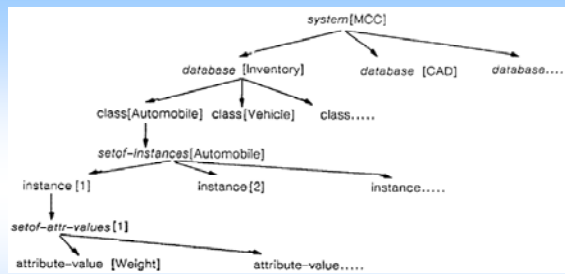 system[MCC]
database [Inventory] database [CAD] database....
class[Automobile] class[Vehicle] class.....
setof-instances[Automobile]
instance [1] instance[2] instance.....
setof-attr-values [1]
attribute-value [Weight] attribute-value.....